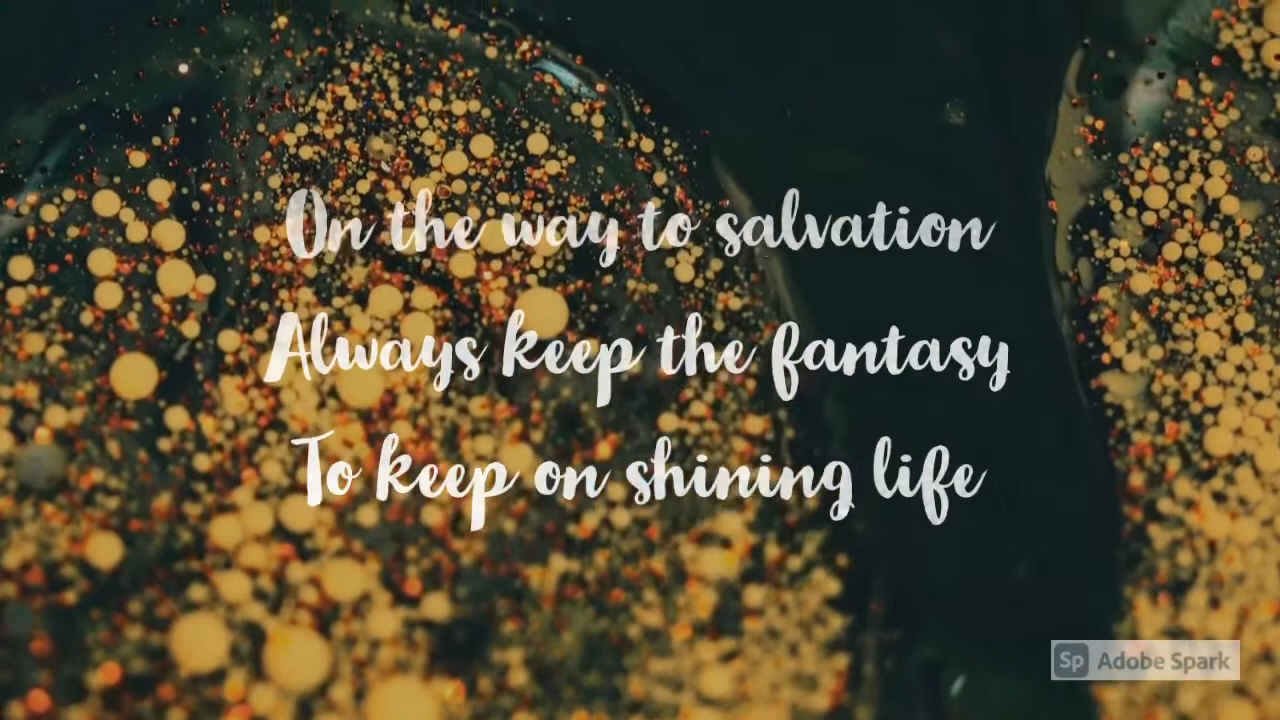 On the way to salvation
Always keep the fantasy
To keep on shining life
Sp Adobe Spark